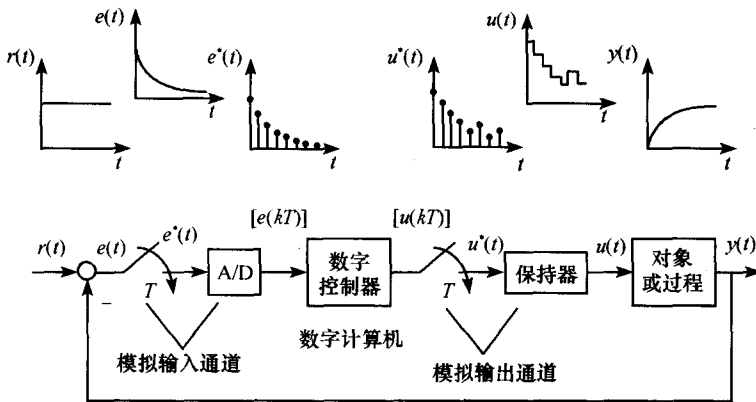 r(t)
t
e(t)
t
e*(t)
t
u*(t)
t
u(t)
t
y(t)
t
r(t)
e(t)
e*(t)
T
−
A/D
[e(kT)]
数字
控制器
[u(kT)]
T
u*(t)
保持器
u(t)
对象
或过程
y(t)
模拟输入通道
数字计算机
模拟输出通道